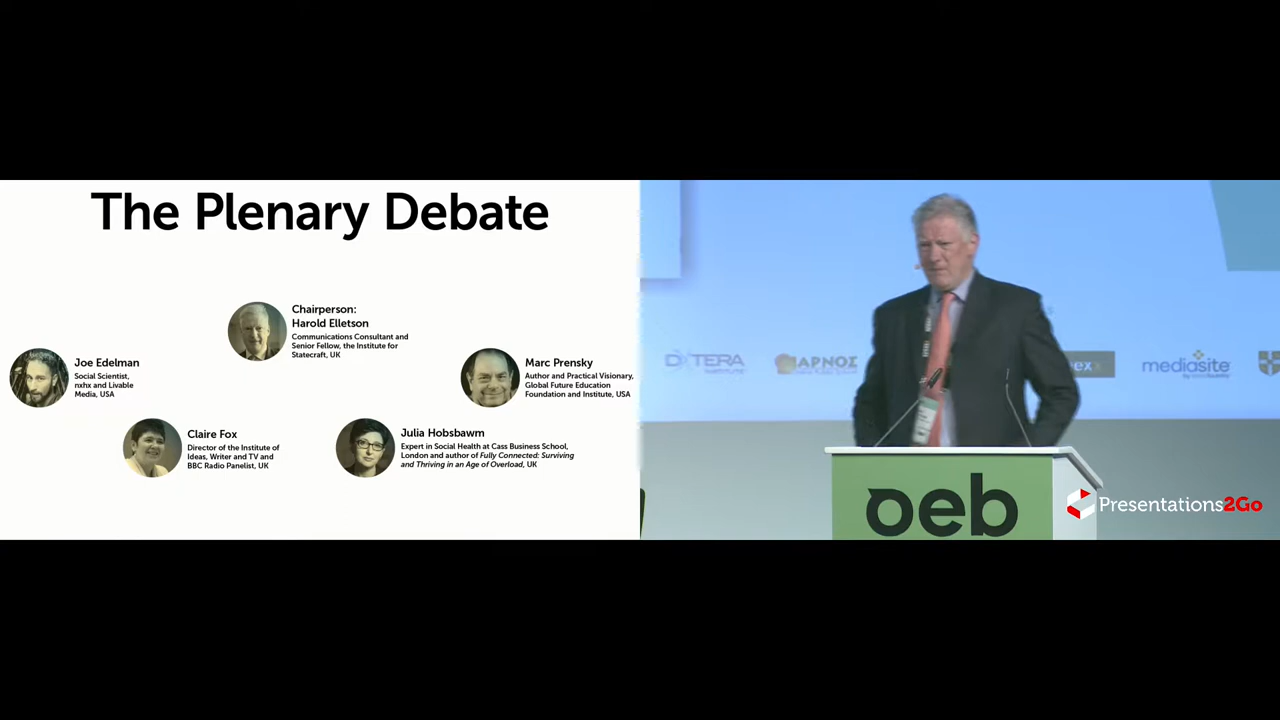 The Plenary Debate
Chairperson:
Harold Elletson
Communications Consultant and
Senior Fellow, the Institute for
Statecraft, UK
Joe Edelman
Social Scientist,
nxhx and Livable
Media, USA
Marc Prensky
Author and Practical Visionary,
Global Future Education
Foundation and Institute, USA
Claire Fox
Director of the Institute of
Ideas, Writer and TV and
BBC Radio Panelist, UK
Julia Hobsbawm
Expert in Social Health at Cass Business School,
London and author of Fully Connected: Surviving
and Thriving in an Age of Overload, UK
DXTERA
INSTITUTE
ΑΡΝΟΣ
mediasite
oeb
Presentations2Go